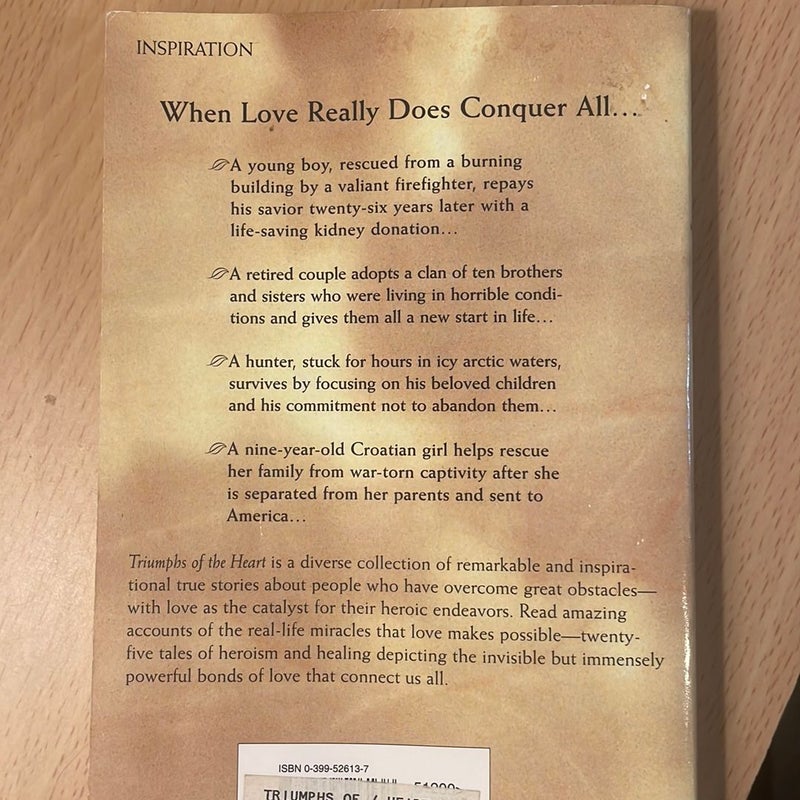 INSPIRATION
When Love Really Does Conquer All...
A young boy, rescued from a burning
building by a valiant firefighter, repays
his savior twenty-six years later with a
life-saving kidney donation...
A retired couple adopts a clan of ten brothers
and sisters who were living in horrible condi-
tions and gives them all a new start in life...
A hunter, stuck for hours in icy arctic waters,
survives by focusing on his beloved children
and his commitment not to abandon them...
A nine-year-old Croatian girl helps rescue
her family from war-torn captivity after she
is separated from her parents and sent to
America...
Triumphs of the Heart is a diverse collection of remarkable and inspira-
tional true stories about people who have overcome great obstacles—
with love as the catalyst for their heroic endeavors. Read amazing
accounts of the real-life miracles that love makes possible—twenty-
five tales of heroism and healing depicting the invisible but immensely
powerful bonds of love that connect us all.
ISBN 0-399-52613-7
TRIUMPHS OF